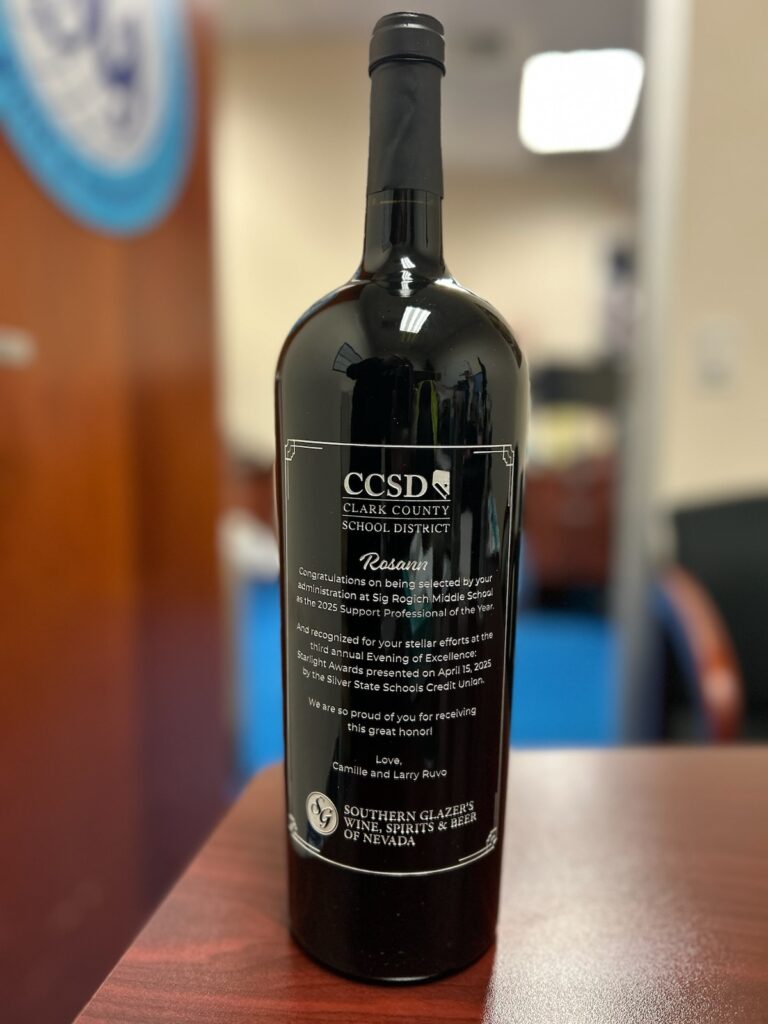 SG
CCSD
CLARK COUNTY
SCHOOL DISTRICT
Rosann
Congratulations on being selected by your
administration at Sig Rogich Middle School
as the 2025 Support Professional of the Year.
And recognized for your stellar efforts at the
third annual Evening of Excellence:
Starlight Awards presented on April 15, 2025
by the Silver State Schools Credit Union.
We are so proud of you for receiving
this great honor!
Love,
Camille and Larry Ruvo
SG
SOUTHERN GLAZER'S
WINE, SPIRITS & BEER
OF NEVADA